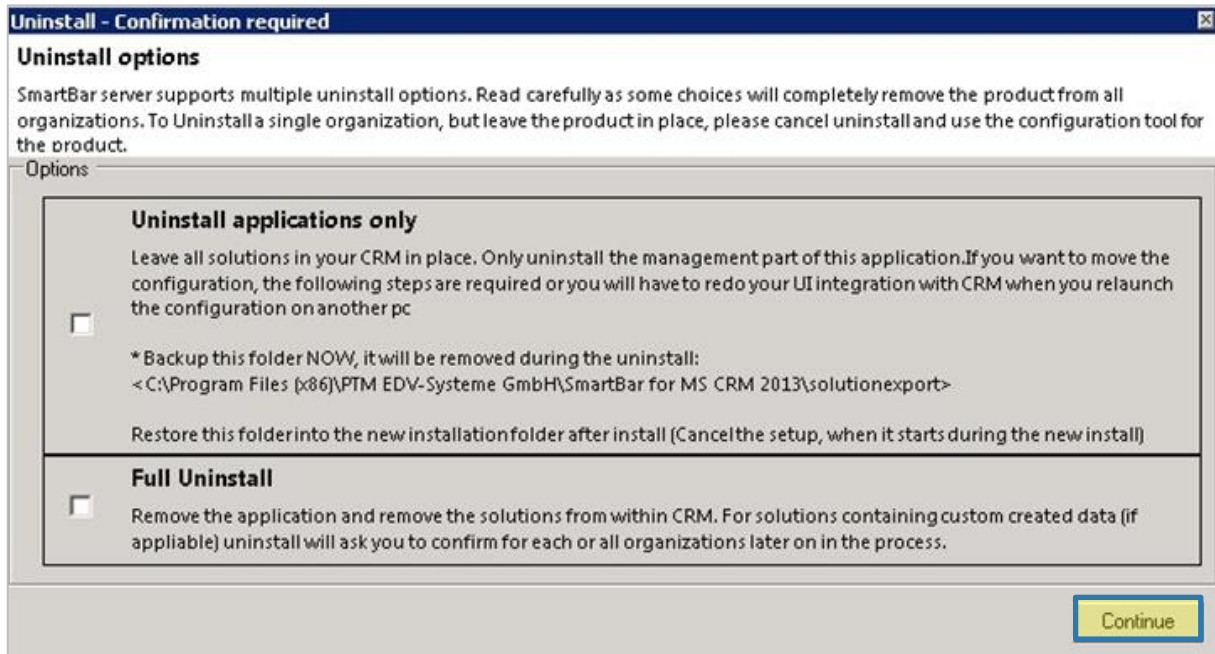 Uninstall - Confirmation required
Uninstall options
SmartBar server supports multiple uninstall options. Read carefully as some choices will completely remove the product from all
organizations. To Uninstall a single organization, but leave the product in place, please cancel uninstall and use the configuration tool for
the product.
Options
Uninstall applications only
Leave all solutions in your CRM in place. Only uninstall the management part of this application.If you want to move the
configuration, the following steps are required or you will have to redo your UI integration with CRM when you relaunch
the configuration on another pc
* Backup this folder NOW, it will be removed during the uninstall:
<C:\Program Files (x86)\PTM EDV-Systeme GmbH\SmartBar for MS CRM 2013\solutionexport>
Restore this folder into the new installation folder after install (Cancel the setup, when it starts during the new install)
Full Uninstall
Remove the application and remove the solutions from within CRM. For solutions containing custom created data (if
appliable) uninstall will ask you to confirm for each or all organizations later on in the process.
Continue